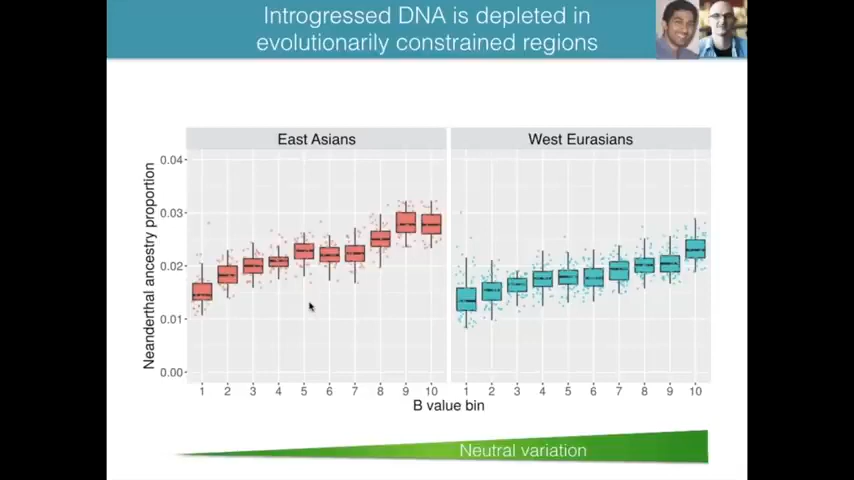 Introgressed DNA is depleted in
evolutionarily constrained regions
East Asians
West Eurasians
Neanderthal ancestry proportion
0.04
0.03
0.02
0.01
0.00
1 2 3 4 5 6 7 8 9 10
1 2 3 4 5 6 7 8 9 10
B value bin
Neutral variation